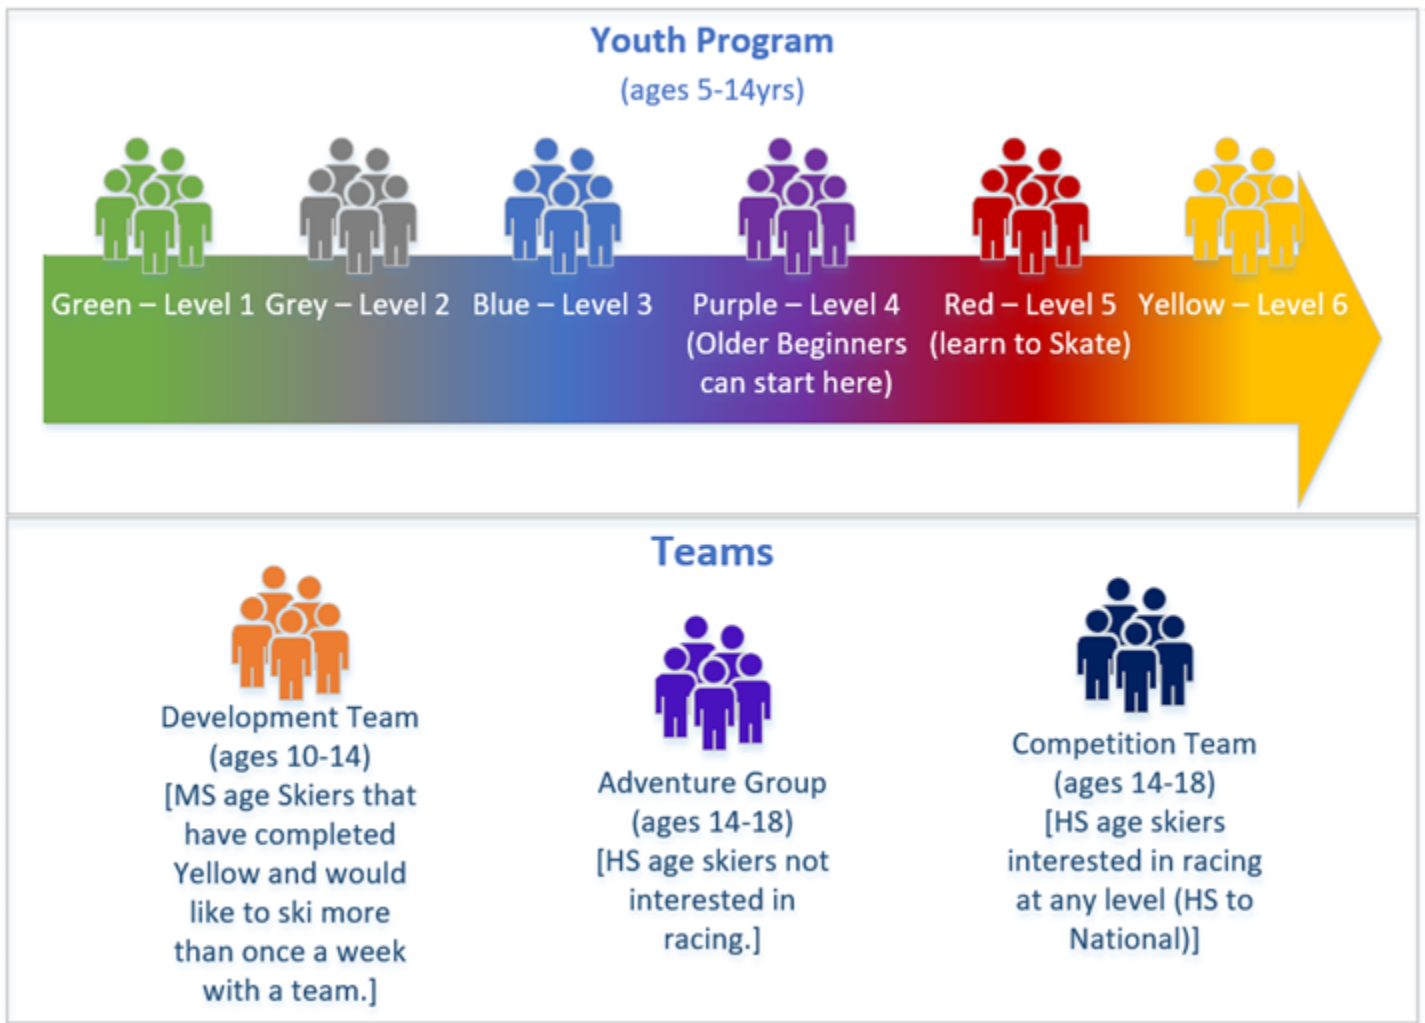 Youth Program
(ages 5-14yrs)
Green – Level 1
Grey – Level 2
Blue – Level 3
Purple – Level 4
(Older Beginners
can start here)
Red – Level 5
(learn to Skate)
Yellow – Level 6
Teams
Development Team
(ages 10-14)
[MS age Skiers that
have completed
Yellow and would
like to ski more
than once a week
with a team.]
Adventure Group
(ages 14-18)
[HS age skiers not
interested in
racing.]
Competition Team
(ages 14-18)
[HS age skiers
interested in racing
at any level (HS to
National)]